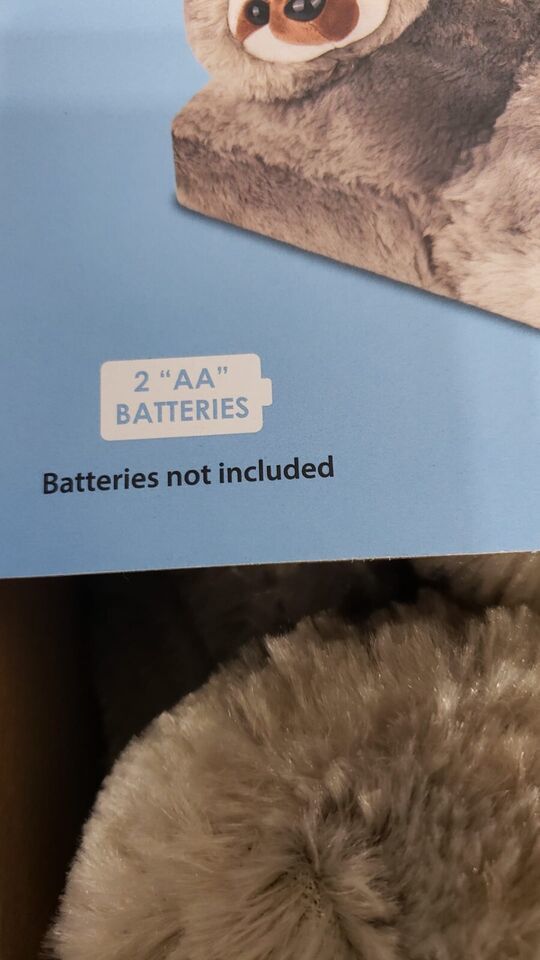 2 “AA”
BATTERIES
Batteries not included